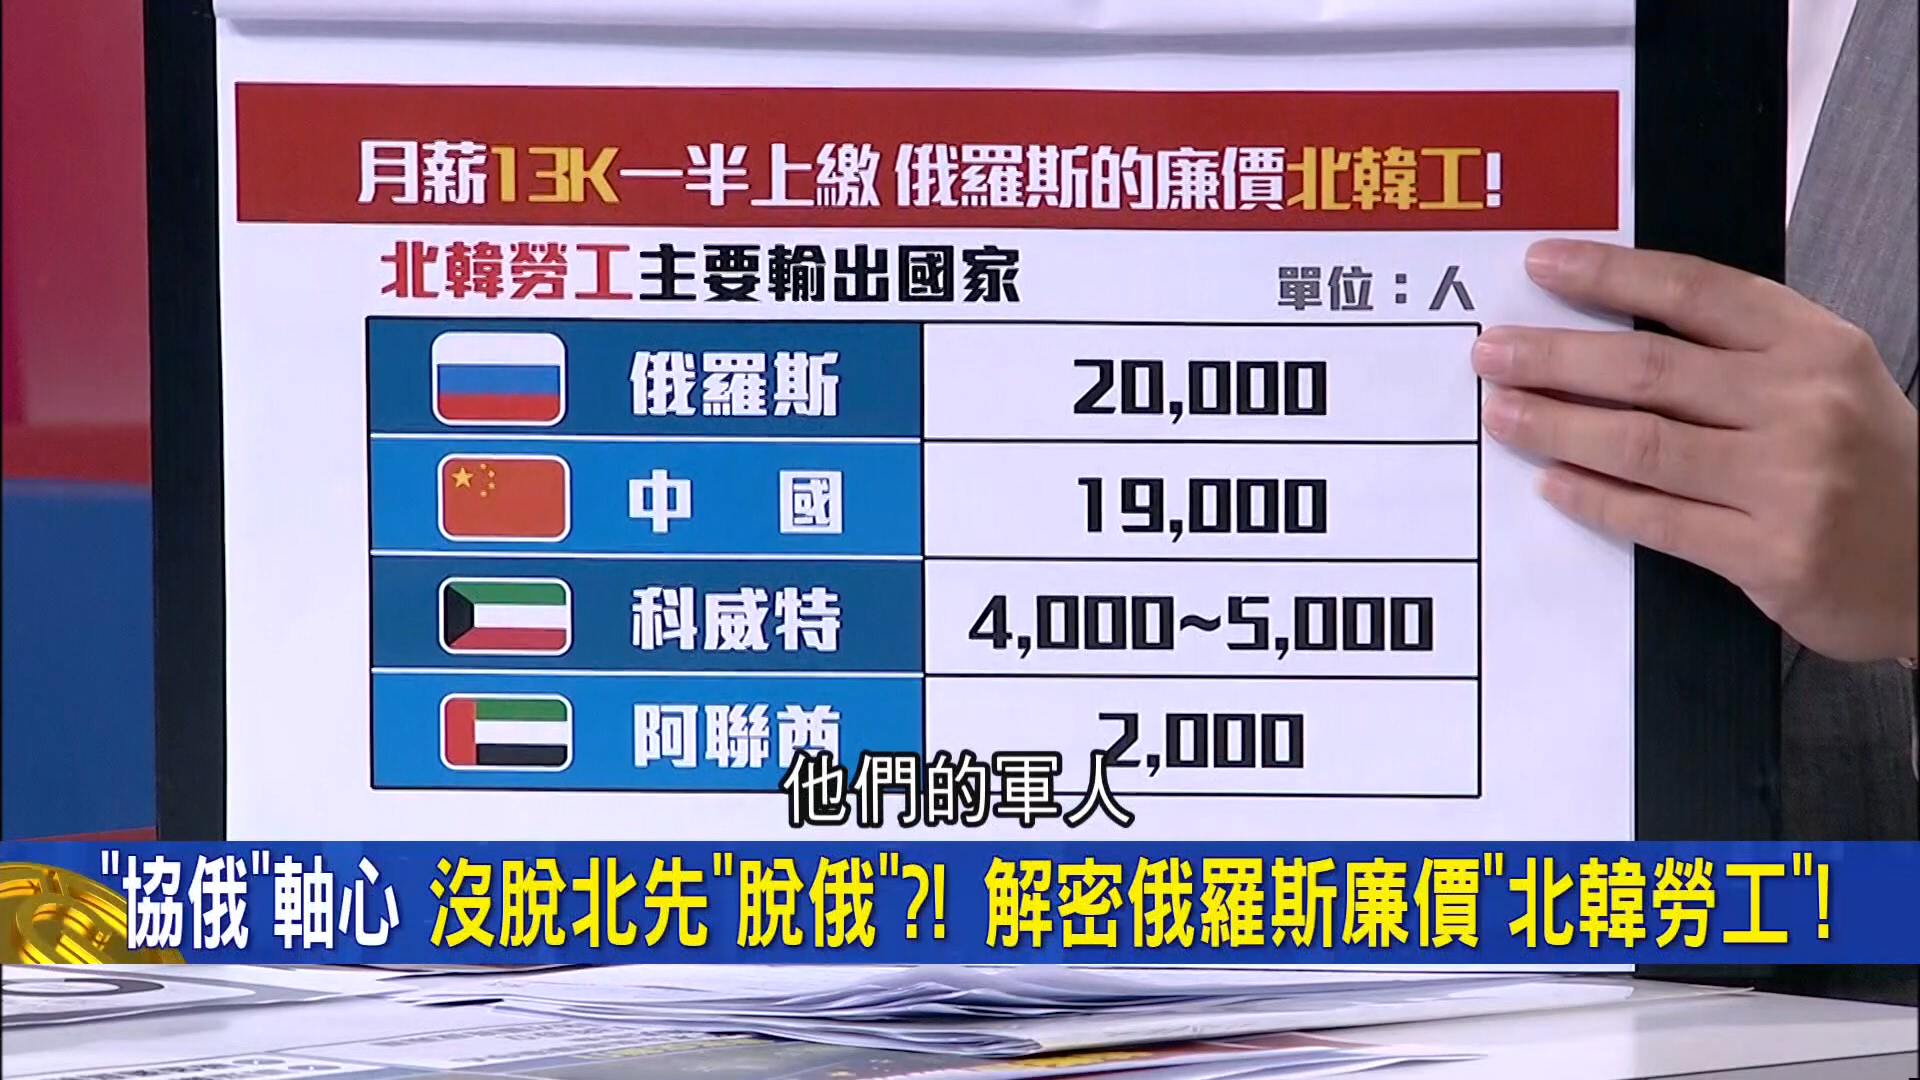 月薪13K一半上繳 俄羅斯的廉價北韓工!
北韓勞工主要輸出國家
單位：人
俄羅斯 20,000
中國 19,000
科威特 4,000~5,000
阿聯酋 2,000
他們的軍人
"協俄"軸心 沒脫北先"脫俄"?! 解密俄羅斯廉價"北韓勞工"!